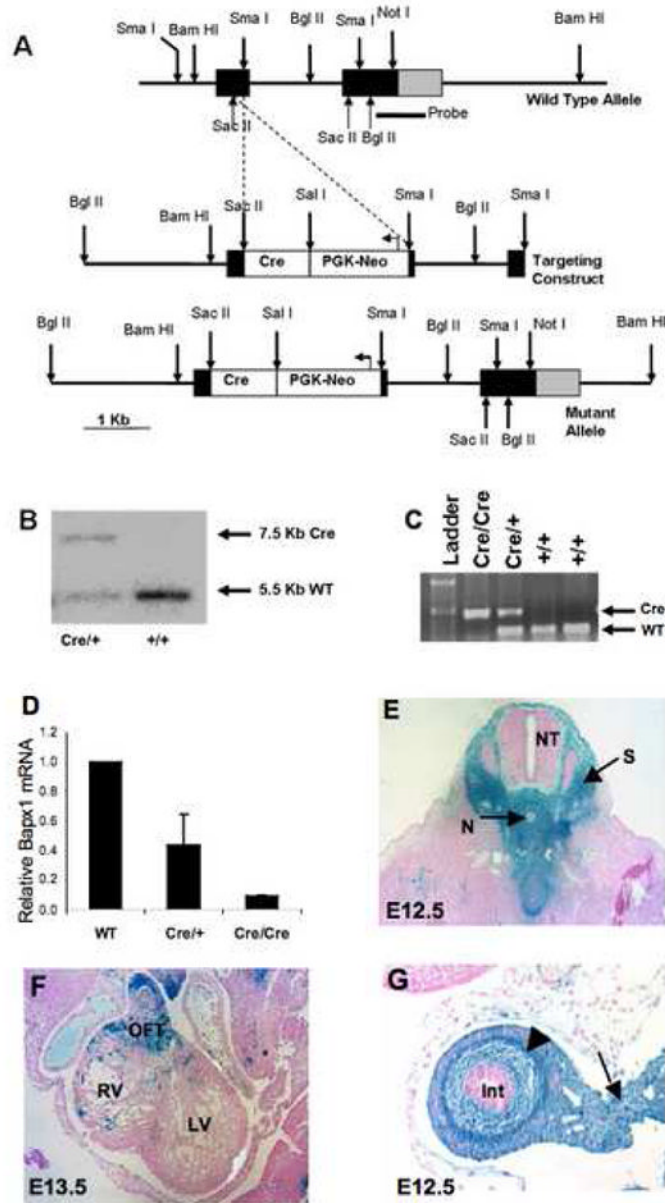 A
Sma I
Bam HI
Sma I
Bgl II
Sma I
Not I
Bam HI
Wild Type Allele
Probe
Sac II
Sac II
Bgl II
Bgl II
Bam HI
Sac II
Sal I
Sma I
Bgl II
Sma I
Cre
PGK-Neo
Targeting
Construct
Bgl II
Bam HI
Sac II
Sal I
Sma I
Bgl II
Sma I
Not I
Bam HI
Cre
PGK-Neo
Mutant
Allele
1 Kb
Sac II
Bgl II
B
7.5 Kb Cre
5.5 Kb WT
Cre/+
+/+
C
Ladder
Cre/Cre
Cre/+
+/+
+/+
Cre
WT
D
Relative Bapx1 mRNA
1.2
1.0
0.8
0.6
0.4
0.2
0.0
WT
Cre/+
Cre/Cre
E
NT
S
N
E12.5
F
OFT
RV
LV
E13.5
G
Int
E12.5